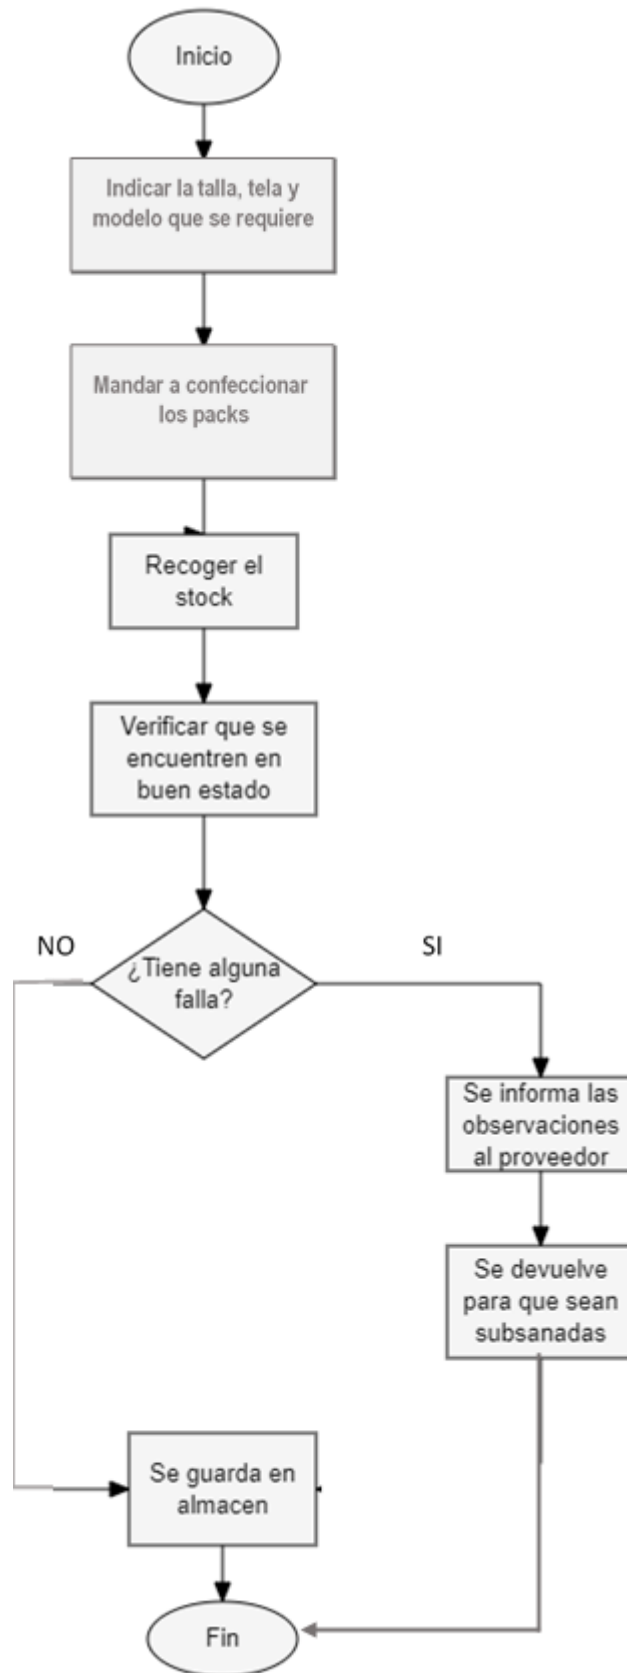 Inicio
Indicar la talla, tela y
modelo que se requiere
Mandar a confeccionar
los packs
Recoger el
stock
Verificar que se
encuentren en
buen estado
NO
¿Tiene alguna
falla?
SI
Se informa las
observaciones
al proveedor
Se devuelve
para que sean
subsanadas
Se guarda en
almacen
Fin